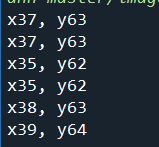 x37, y63
x37, y63
x35, y62
x35, y62
x38, y63
x39, y64